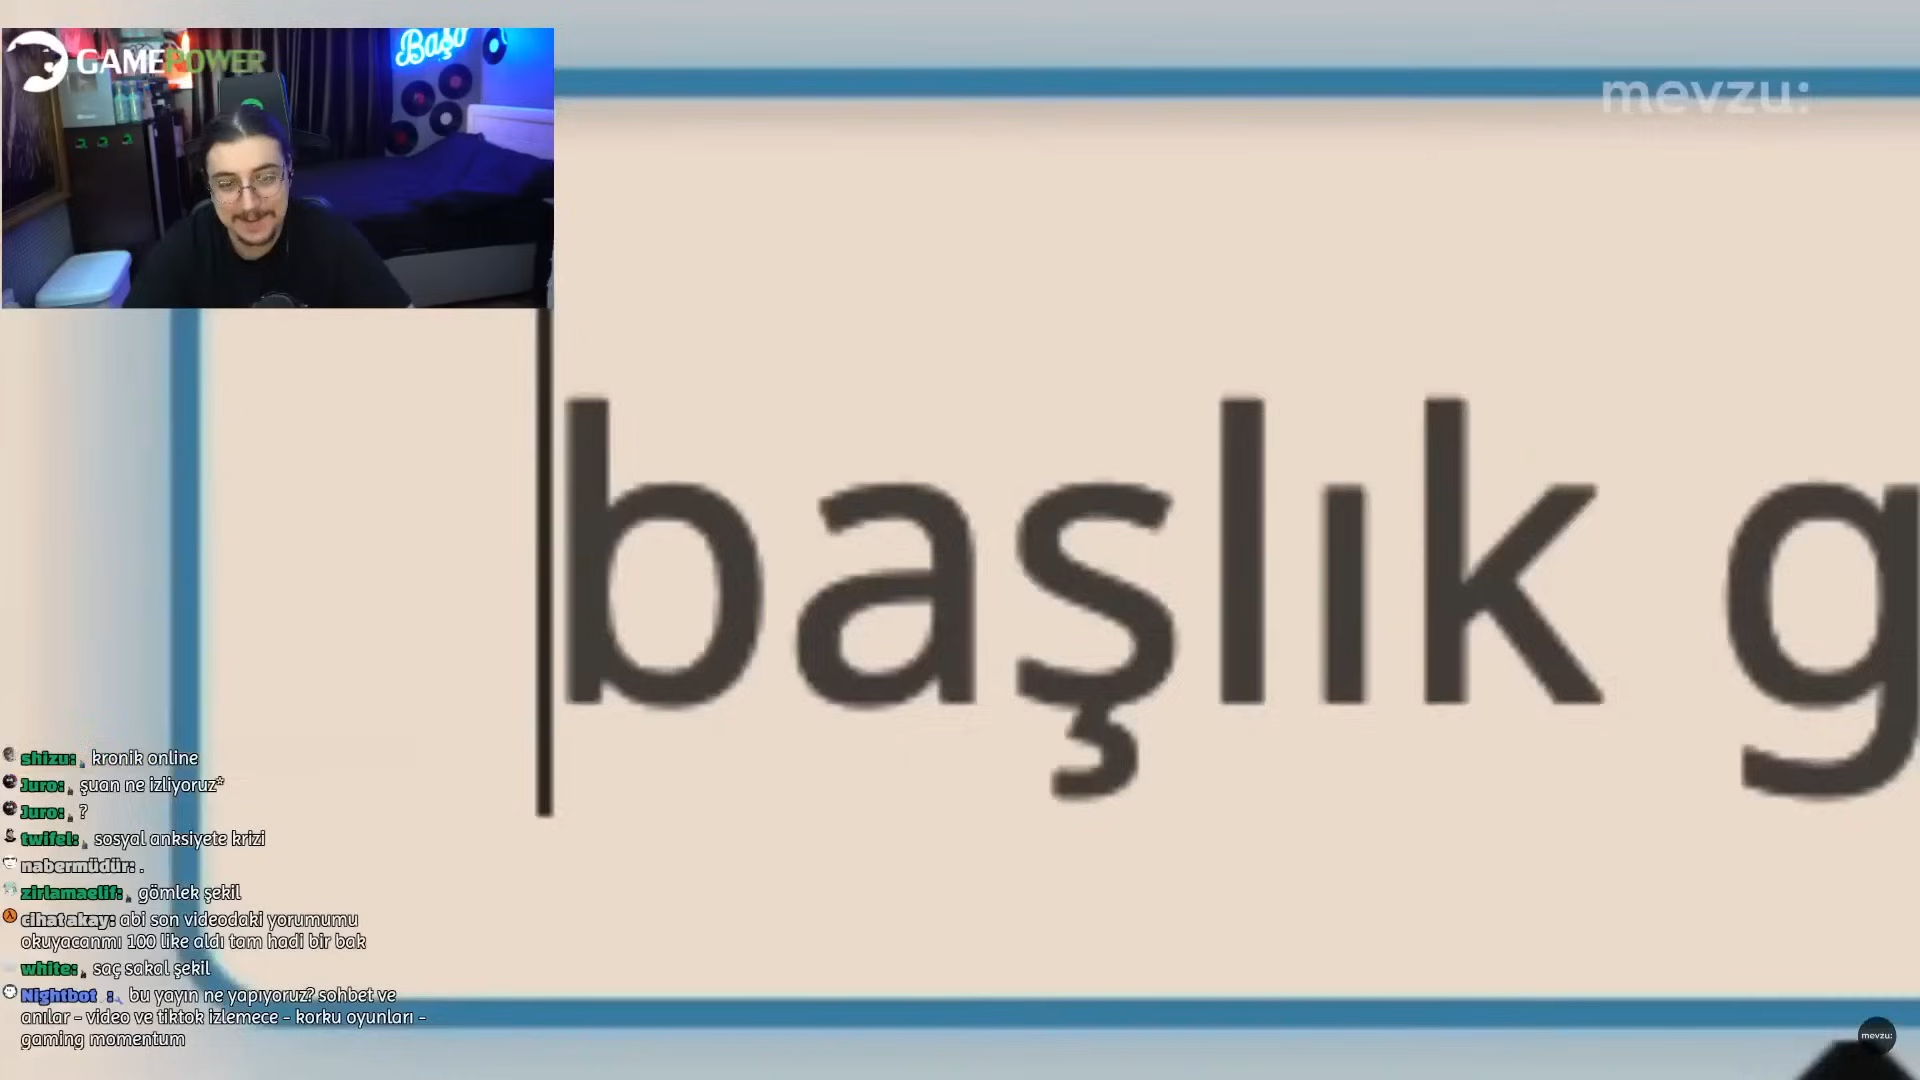 GAMEPOWER
Başo
mevzu:
başlık g
shizu: kronik online
Juro: şuan ne izliyoruz*
Juro: ?
twifel: sosyal anksiyete krizi
nabermüdür: .
zirlamaelif: gömlek şekil
cihat akay: abi son videodaki yorumumu
okuyacanmı 100 like aldı tam hadi bir bak
white: saç sakal şekil
Nightbot : bu yayın ne yapıyoruz? sohbet ve
anılar - video ve tiktok izlemece - korku oyunları -
gaming momentum
mevzu: